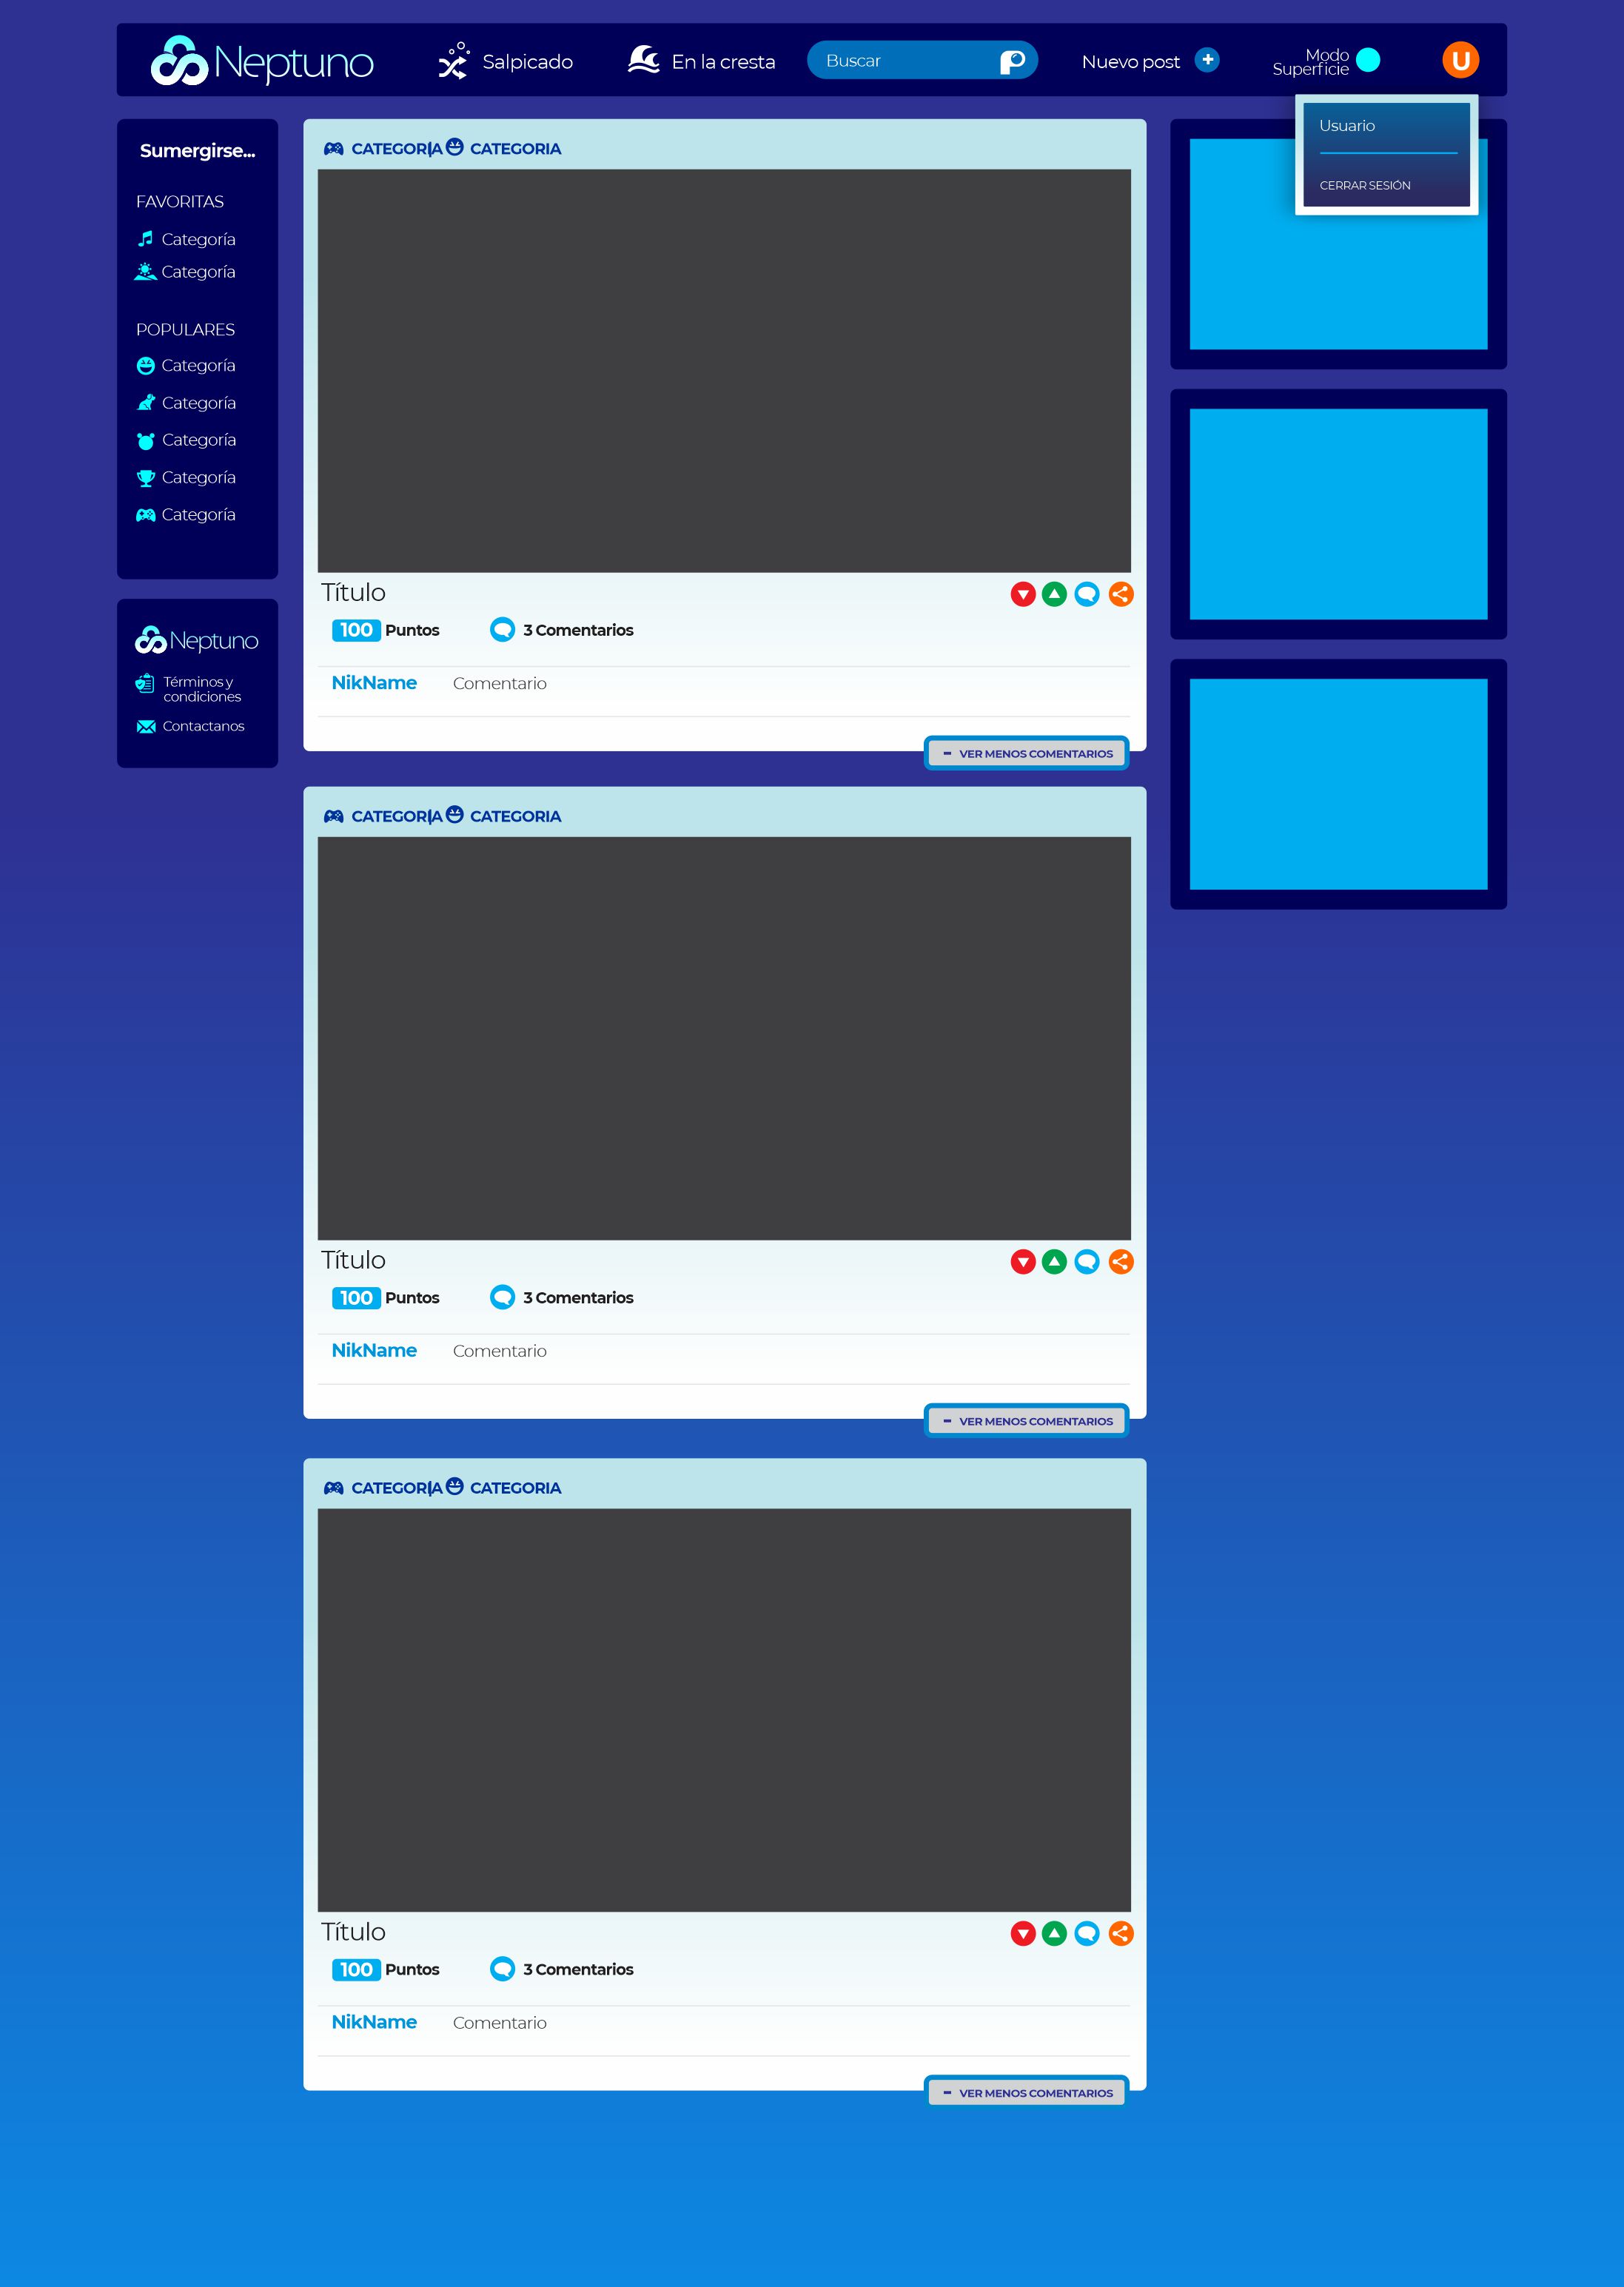 Neptuno
Salpicado
En la cresta
Buscar
Nuevo post
Modo
Superficie
U
Usuario
CERRAR SESIÓN
Sumergirse...
FAVORITAS
Categoría
Categoría
POPULARES
Categoría
Categoría
Categoría
Categoría
Categoría
Neptuno
Términos y
condiciones
Contactanos
CATEGORÍA CATEGORIA
Título
100 Puntos 3 Comentarios
NikName Comentario
- VER MENOS COMENTARIOS
CATEGORÍA CATEGORIA
Título
100 Puntos 3 Comentarios
NikName Comentario
- VER MENOS COMENTARIOS
CATEGORÍA CATEGORIA
Título
100 Puntos 3 Comentarios
NikName Comentario
- VER MENOS COMENTARIOS